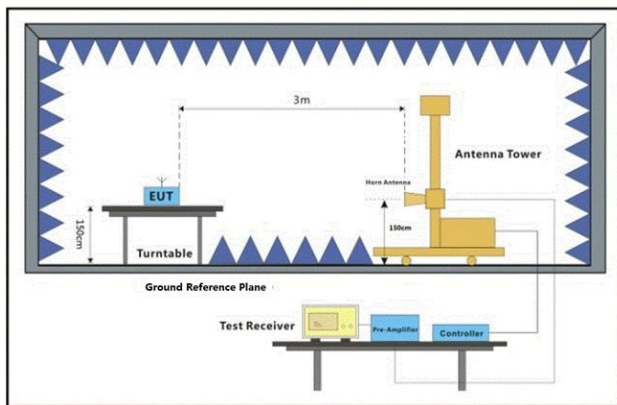 3m
Antenna Tower
Horn Antenna
EUT
150cm
150cm
Turntable
Ground Reference Plane
Test Receiver
Pre-Amplifier
Controller